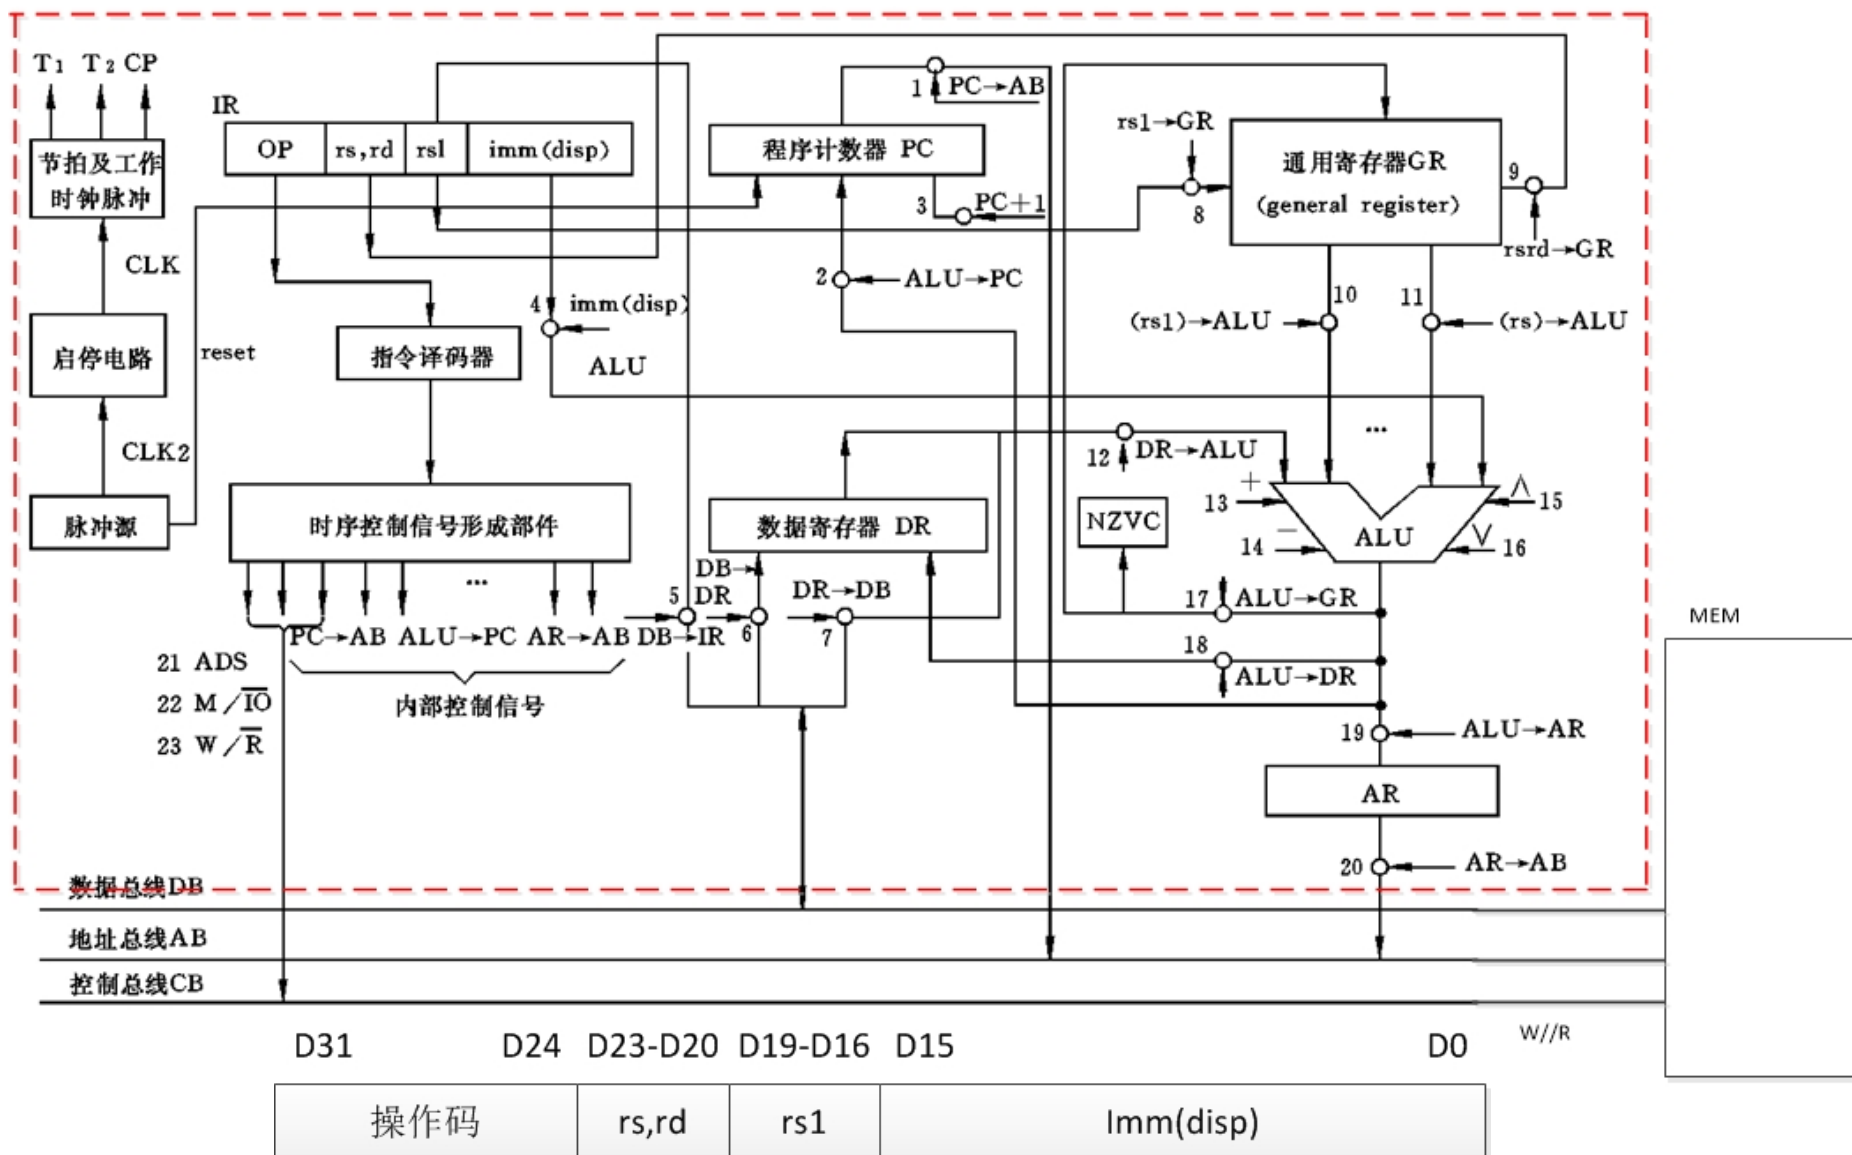 T1 T2 CP
IR
OP
rs,rd
rsl
imm(disp)
节拍及工作
时钟脉冲
CLK
启停电路
reset
CLK2
脉冲源
指令译码器
时序控制信号形成部件
...
PC→AB ALU→PC AR→AB
内部控制信号
21 ADS
22 M/I̅O̅
23 W/R̅
1 PC→AB
程序计数器 PC
3 PC+1
2 ALU→PC
4 imm(disp)
ALU
rs1→GR
8
通用寄存器GR
(general register)
9
rsrd→GR
10
11
(rs1)→ALU
(rs)→ALU
...
12 DR→ALU
数据寄存器 DR
NZVC
13 +
14 −
15 ∧
16 ∨
ALU
5 DB→IR
6 DB→
DR
7 DR→DB
17 ALU→GR
18 ALU→DR
19 ALU→AR
AR
20 AR→AB
MEM
数据总线DB
地址总线AB
控制总线CB
W//R
D31 D24 D23-D20 D19-D16 D15 D0
操作码 rs,rd rs1 Imm(disp)